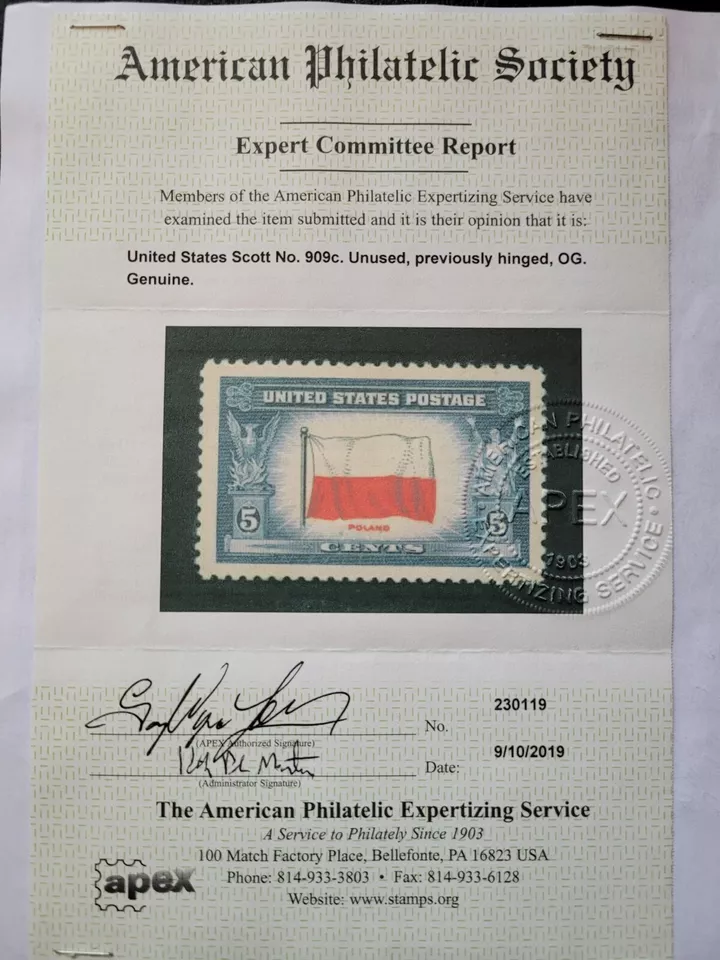 American Philatelic Society
Expert Committee Report
Members of the American Philatelic Expertizing Service have
examined the item submitted and it is their opinion that it is:
United States Scott No. 909c. Unused, previously hinged, OG.
Genuine.
UNITED STATES POSTAGE
POLAND
5 5
CENTS
AMERICAN PHILATELIC
EXPERTIZING SERVICE
ESTABLISHED
APEX
1903
No. 230119
(APEX Authorized Signature)
Date: 9/10/2019
(Administrator Signature)
The American Philatelic Expertizing Service
A Service to Philately Since 1903
100 Match Factory Place, Bellefonte, PA 16823 USA
Phone: 814-933-3803 • Fax: 814-933-6128
Website: www.stamps.org
apex